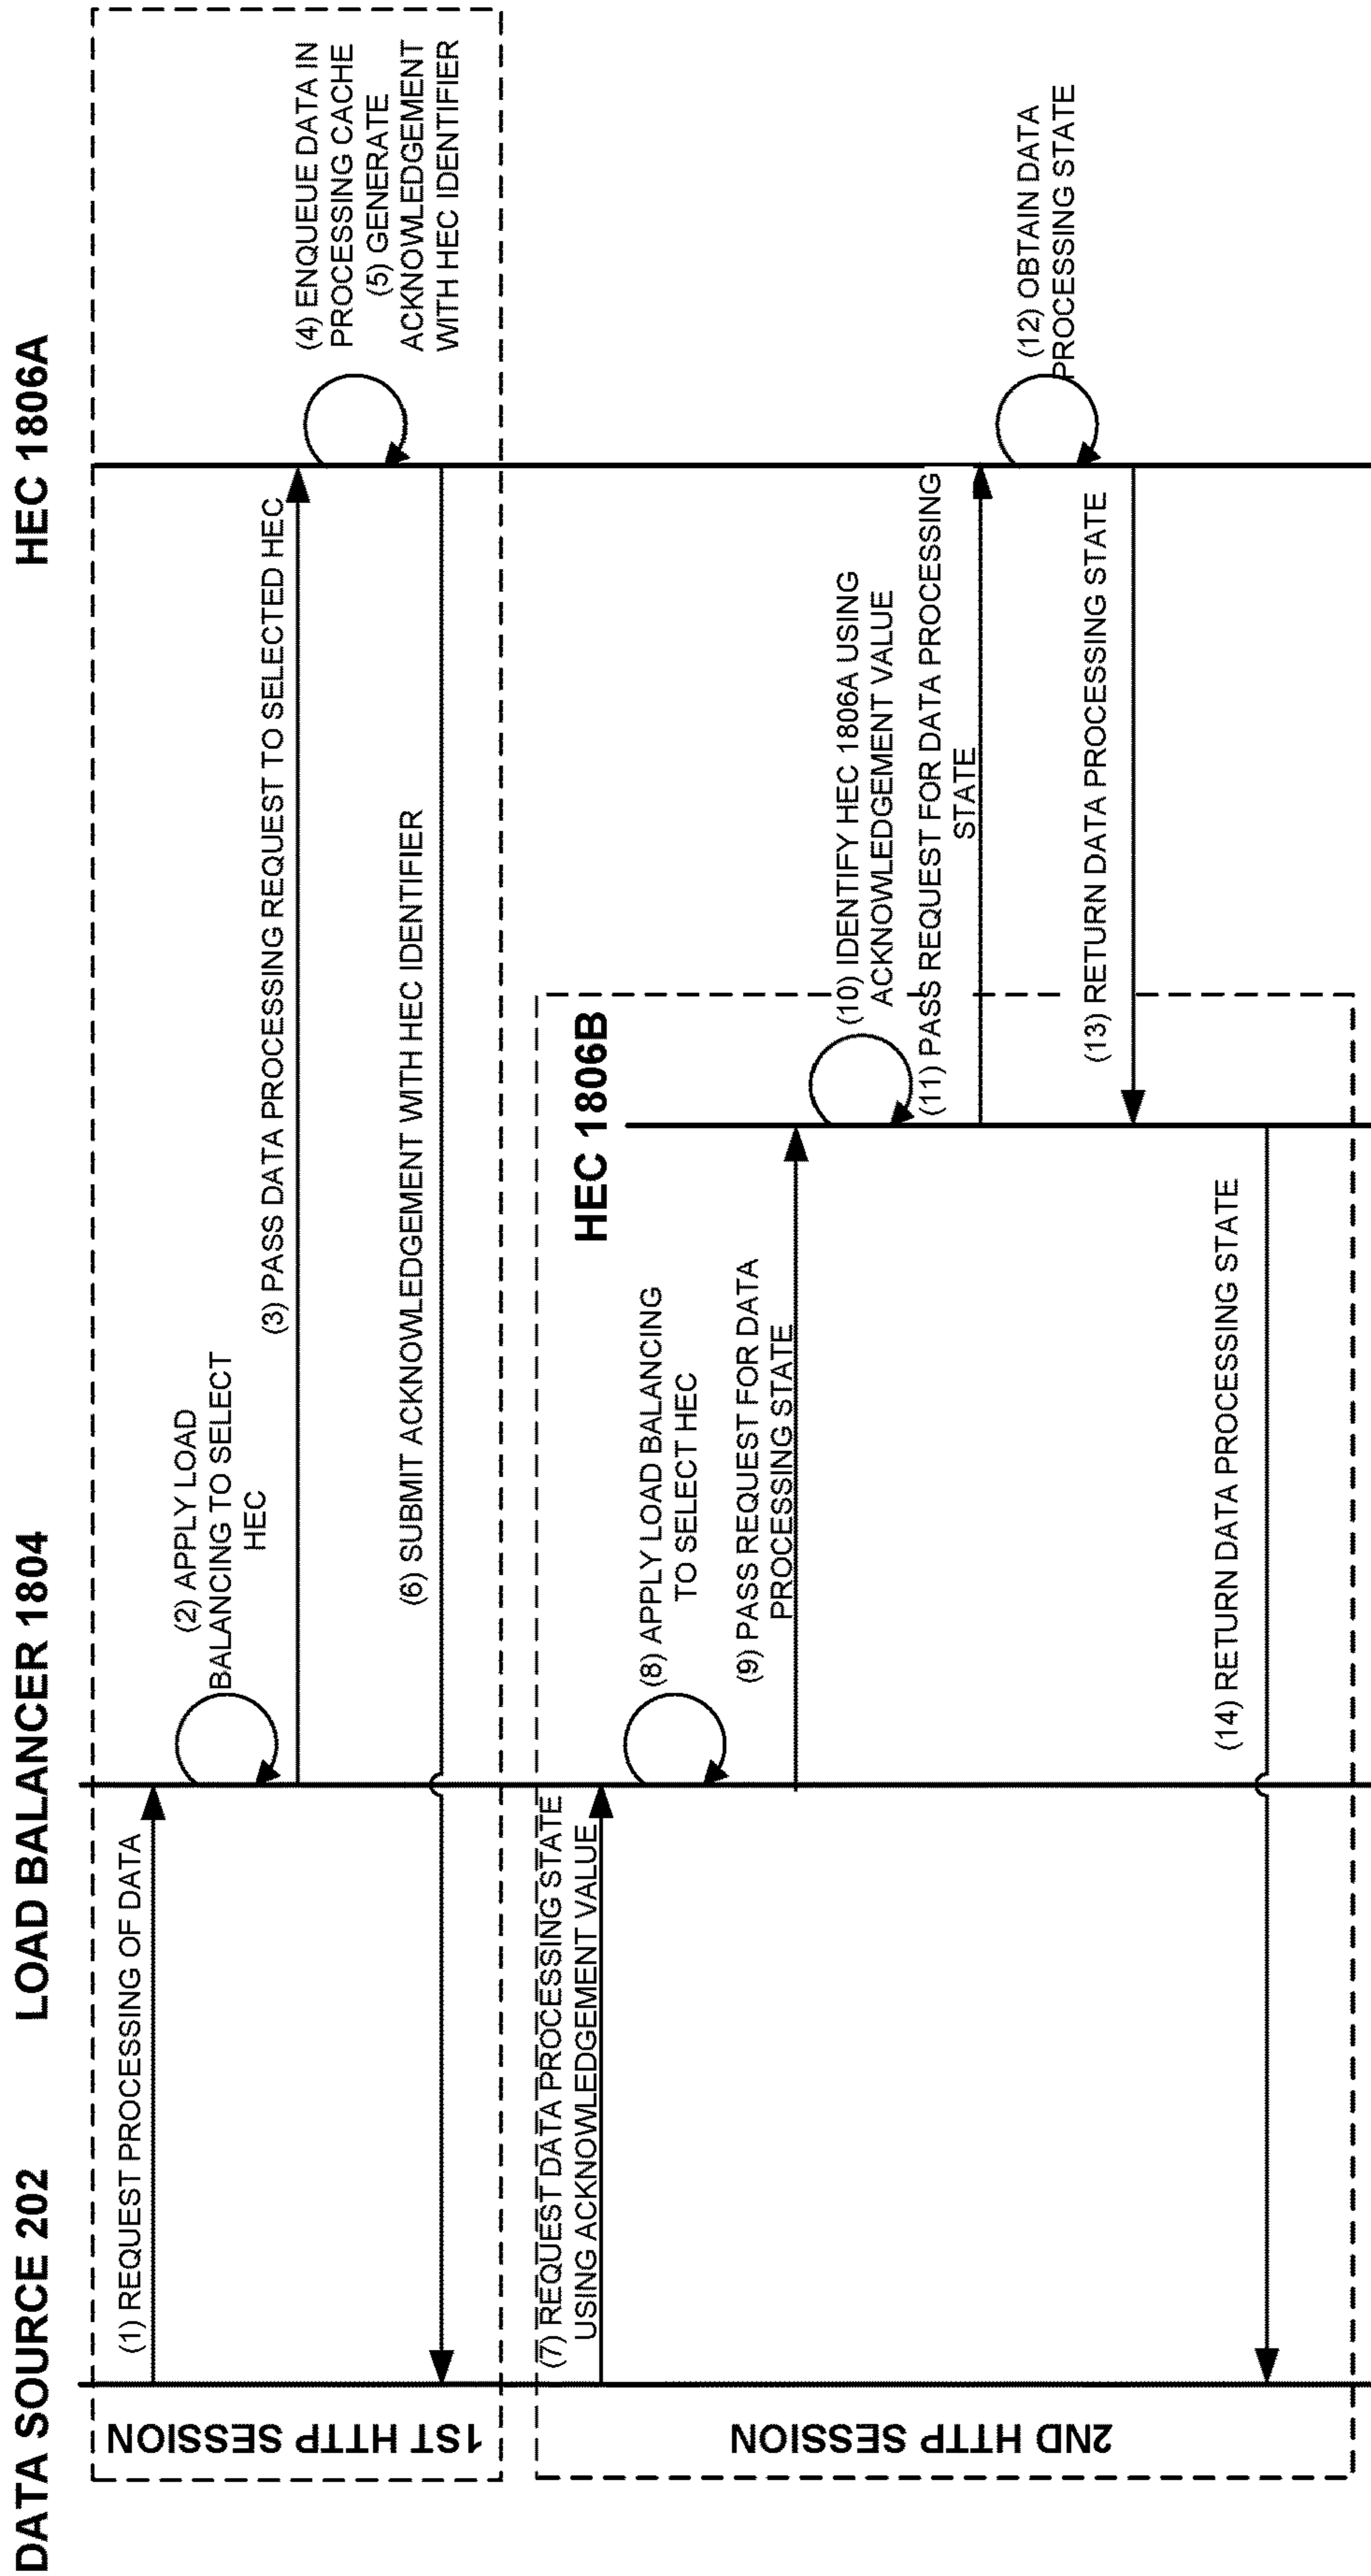 DATA SOURCE 202
LOAD BALANCER 1804
HEC 1806A
1ST HTTP SESSION
(1) REQUEST PROCESSING OF DATA
(2) APPLY LOAD
BALANCING TO SELECT
HEC
(3) PASS DATA PROCESSING REQUEST TO SELECTED HEC
(4) ENQUEUE DATA IN
PROCESSING CACHE
(5) GENERATE
ACKNOWLEDGEMENT
WITH HEC IDENTIFIER
(6) SUBMIT ACKNOWLEDGEMENT WITH HEC IDENTIFIER
2ND HTTP SESSION
HEC 1806B
(7) REQUEST DATA PROCESSING STATE
USING ACKNOWLEDGEMENT VALUE
(8) APPLY LOAD BALANCING
TO SELECT HEC
(9) PASS REQUEST FOR DATA
PROCESSING STATE
(10) IDENTIFY HEC 1806A USING
ACKNOWLEDGEMENT VALUE
(11) PASS REQUEST FOR DATA PROCESSING
STATE
(12) OBTAIN DATA
PROCESSING STATE
(13) RETURN DATA PROCESSING STATE
(14) RETURN DATA PROCESSING STATE